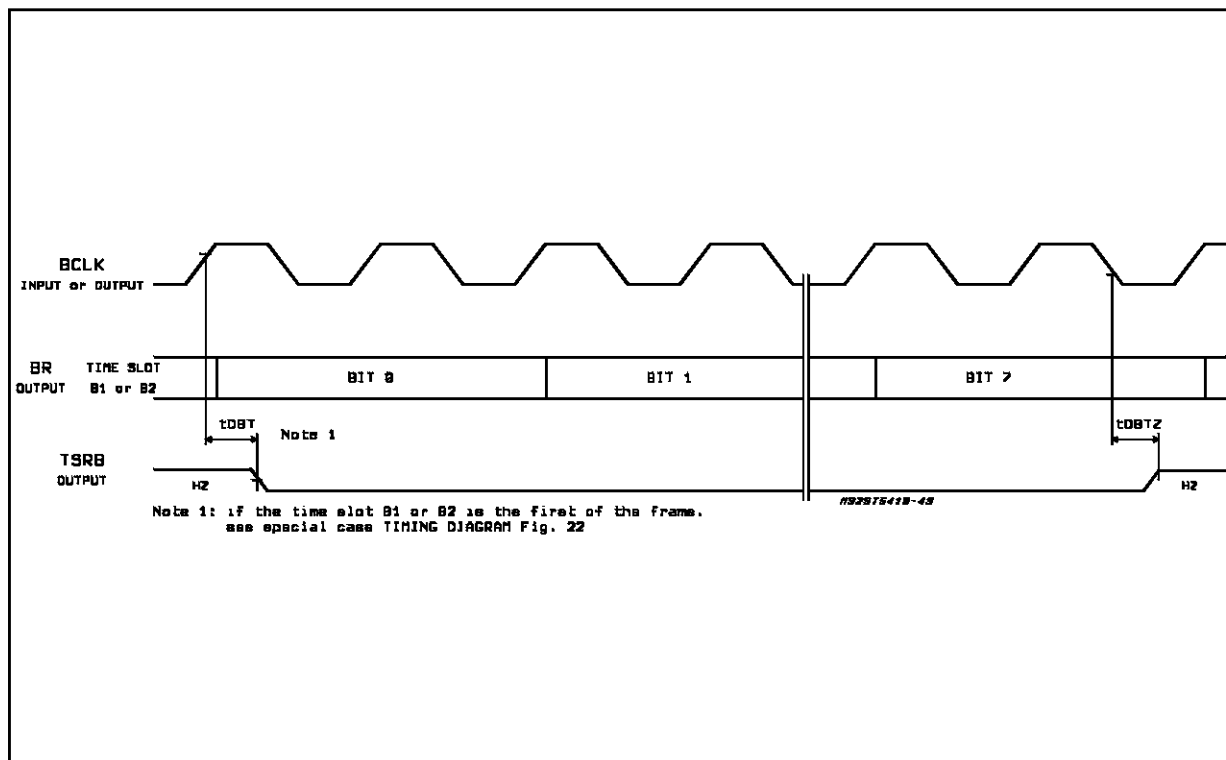 BCLK
INPUT or OUTPUT
BR TIME SLOT
OUTPUT B1 or B2
BIT 0
BIT 1
BIT 7
tDBT
Note 1
tDBTZ
TSRB
OUTPUT
HZ
HZ
Note 1: if the time slot B1 or B2 is the first of the frame.
see special case TIMING DIAGRAM Fig. 22